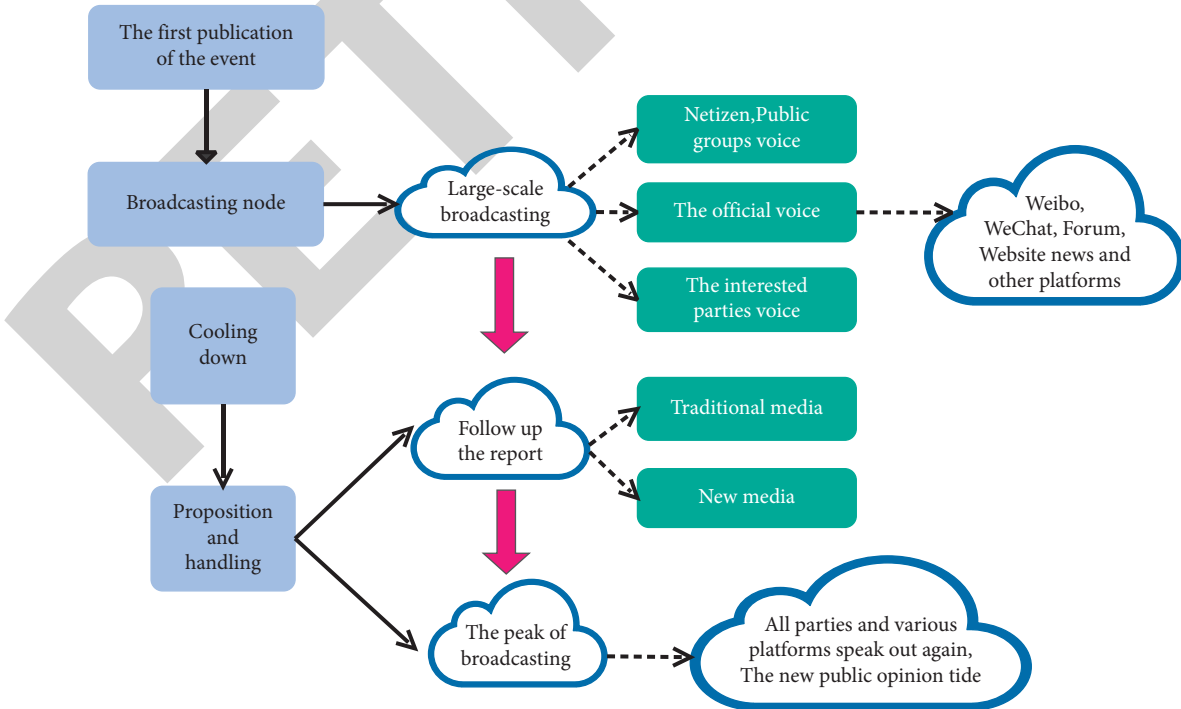 The first publication
of the event
Broadcasting node
Large-scale
broadcasting
Netizen,Public
groups voice
The official voice
The interested
parties voice
Weibo,
WeChat, Forum,
Website news and
other platforms
Cooling
down
Proposition
and
handling
Follow up
the report
Traditional media
New media
The peak of
broadcasting
All parties and various
platforms speak out again,
The new public opinion tide